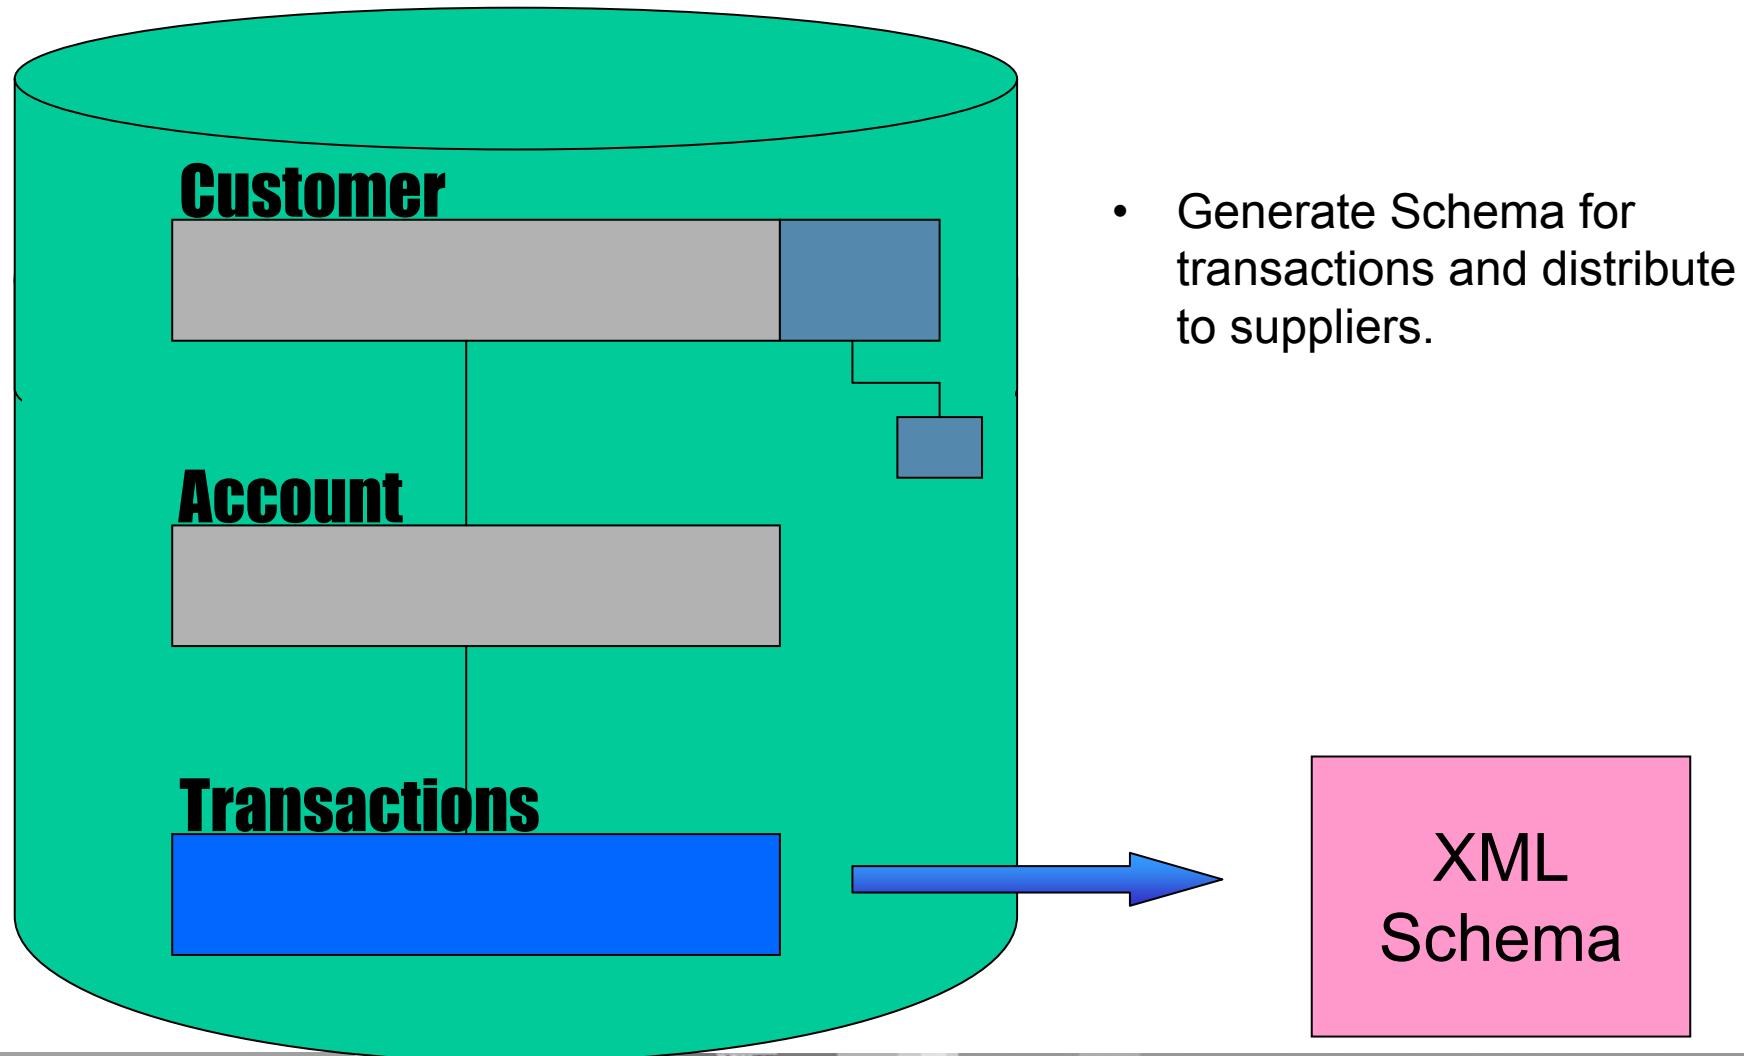 Customer
• Generate Schema for
transactions and distribute
to suppliers.
Account
Transactions
XML
Schema